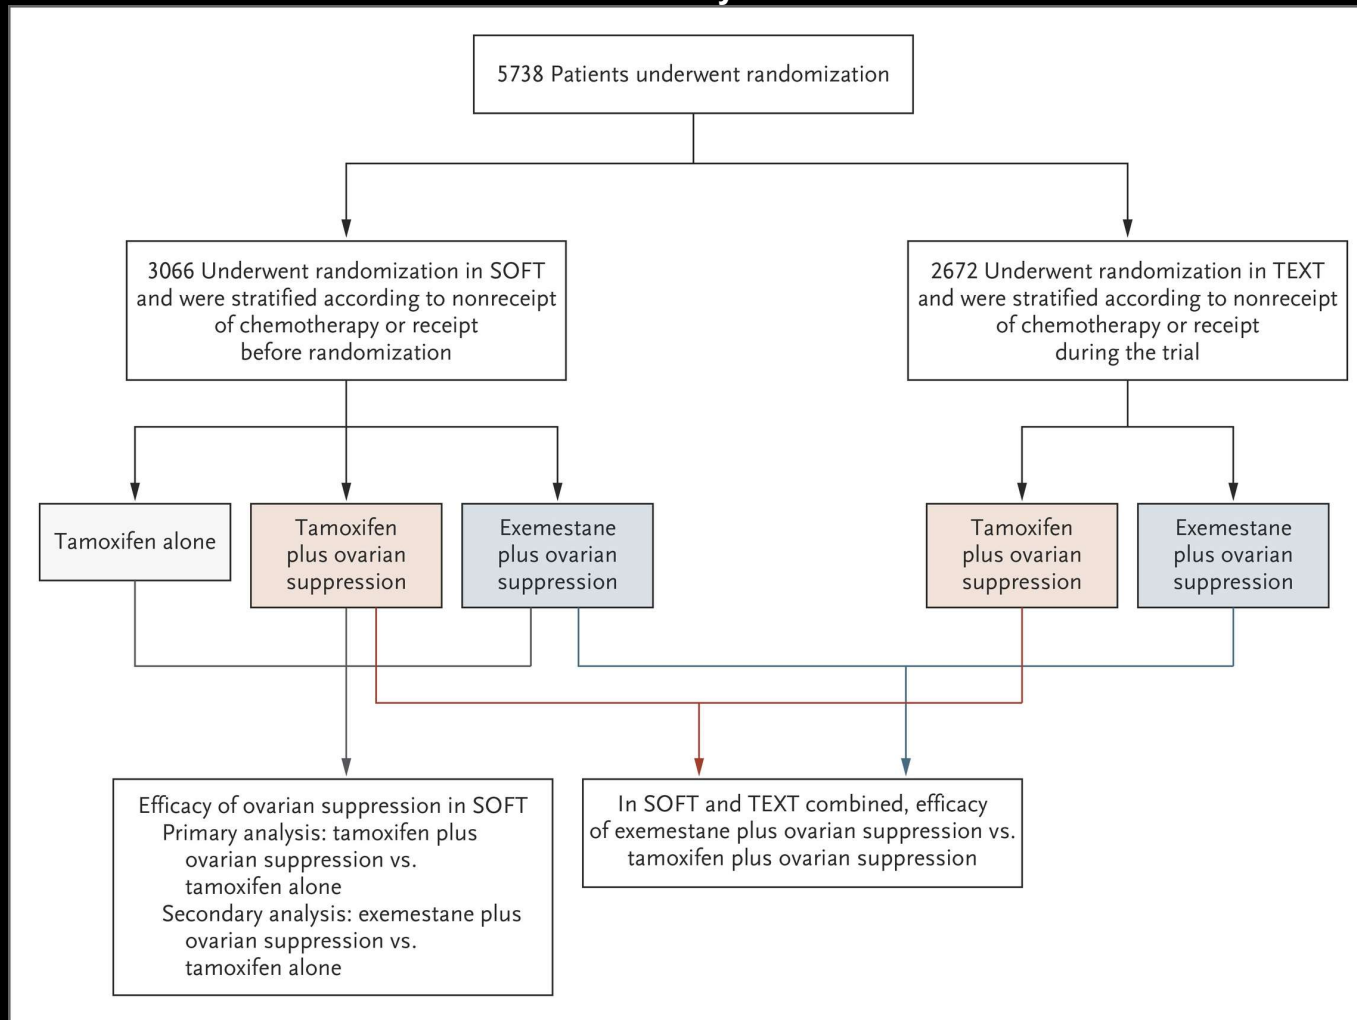 5738 Patients underwent randomization
3066 Underwent randomization in SOFT
and were stratified according to nonreceipt
of chemotherapy or receipt
before randomization
2672 Underwent randomization in TEXT
and were stratified according to nonreceipt
of chemotherapy or receipt
during the trial
Tamoxifen alone
Tamoxifen
plus ovarian
suppression
Exemestane
plus ovarian
suppression
Tamoxifen
plus ovarian
suppression
Exemestane
plus ovarian
suppression
Efficacy of ovarian suppression in SOFT
Primary analysis: tamoxifen plus
ovarian suppression vs.
tamoxifen alone
Secondary analysis: exemestane plus
ovarian suppression vs.
tamoxifen alone
In SOFT and TEXT combined, efficacy
of exemestane plus ovarian suppression vs.
tamoxifen plus ovarian suppression